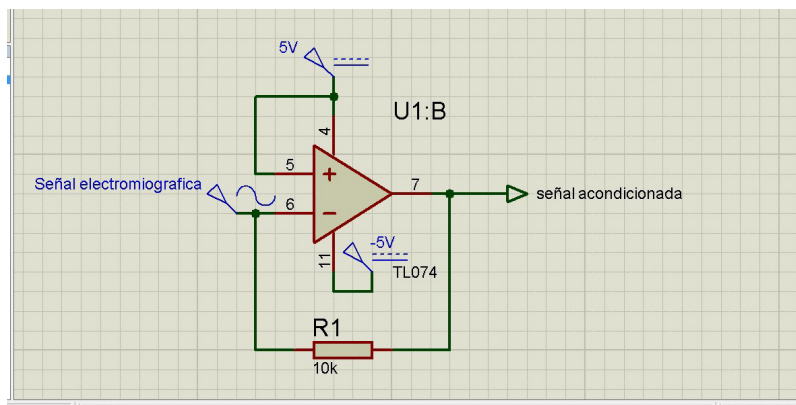 5V
U1:B
4
5
Señal electromiografica
6
7
señal acondicionada
-5V
11
TL074
R1
10k